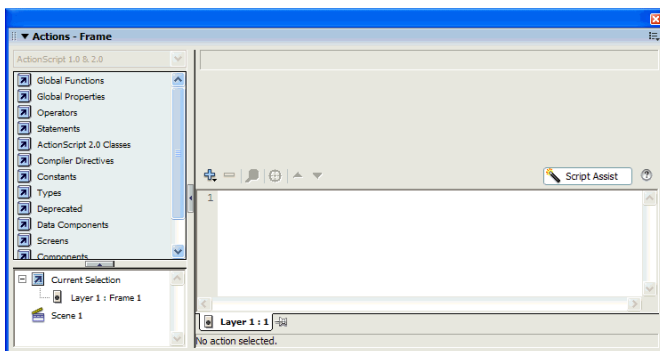 Actions - Frame
ActionScript 1.0 & 2.0
Global Functions
Global Properties
Operators
Statements
ActionScript 2.0 Classes
Compiler Directives
Constants
Types
Deprecated
Data Components
Screens
Components
Current Selection
Layer 1 : Frame 1
Scene 1
Script Assist
1
Layer 1 : 1
No action selected.